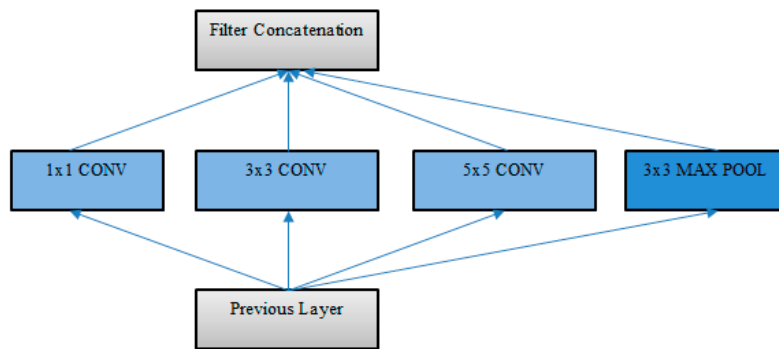 Filter Concatenation
1x1 CONV
3x3 CONV
5x5 CONV
3x3 MAX POOL
Previous Layer